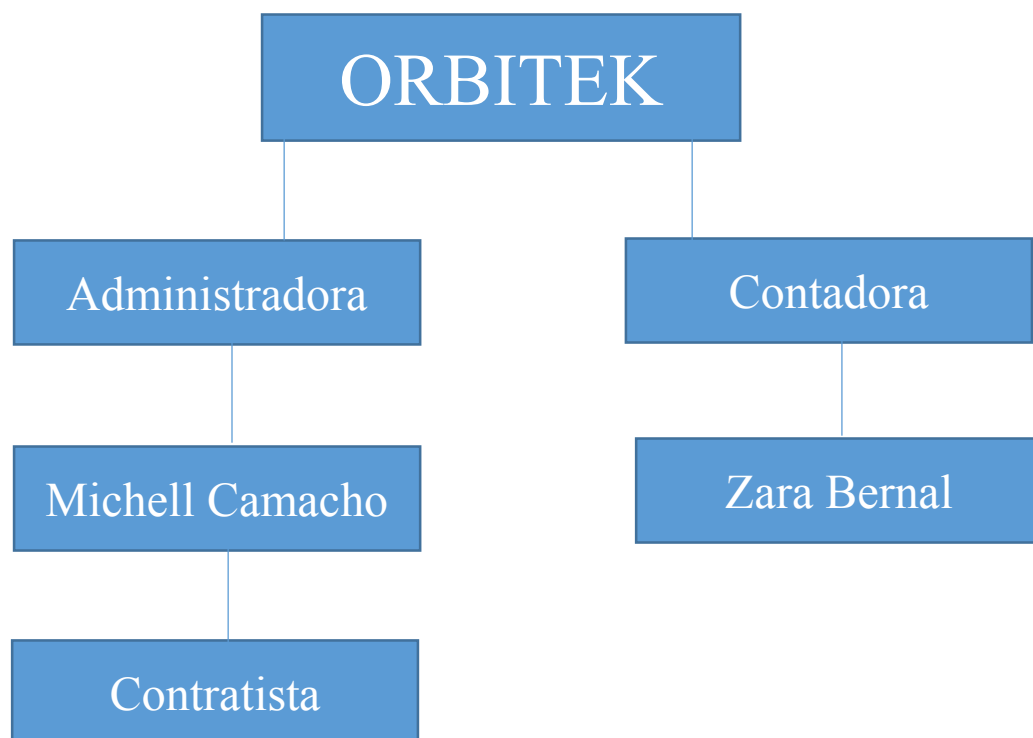 ORBITEK
Administradora
Contadora
Michell Camacho
Zara Bernal
Contratista